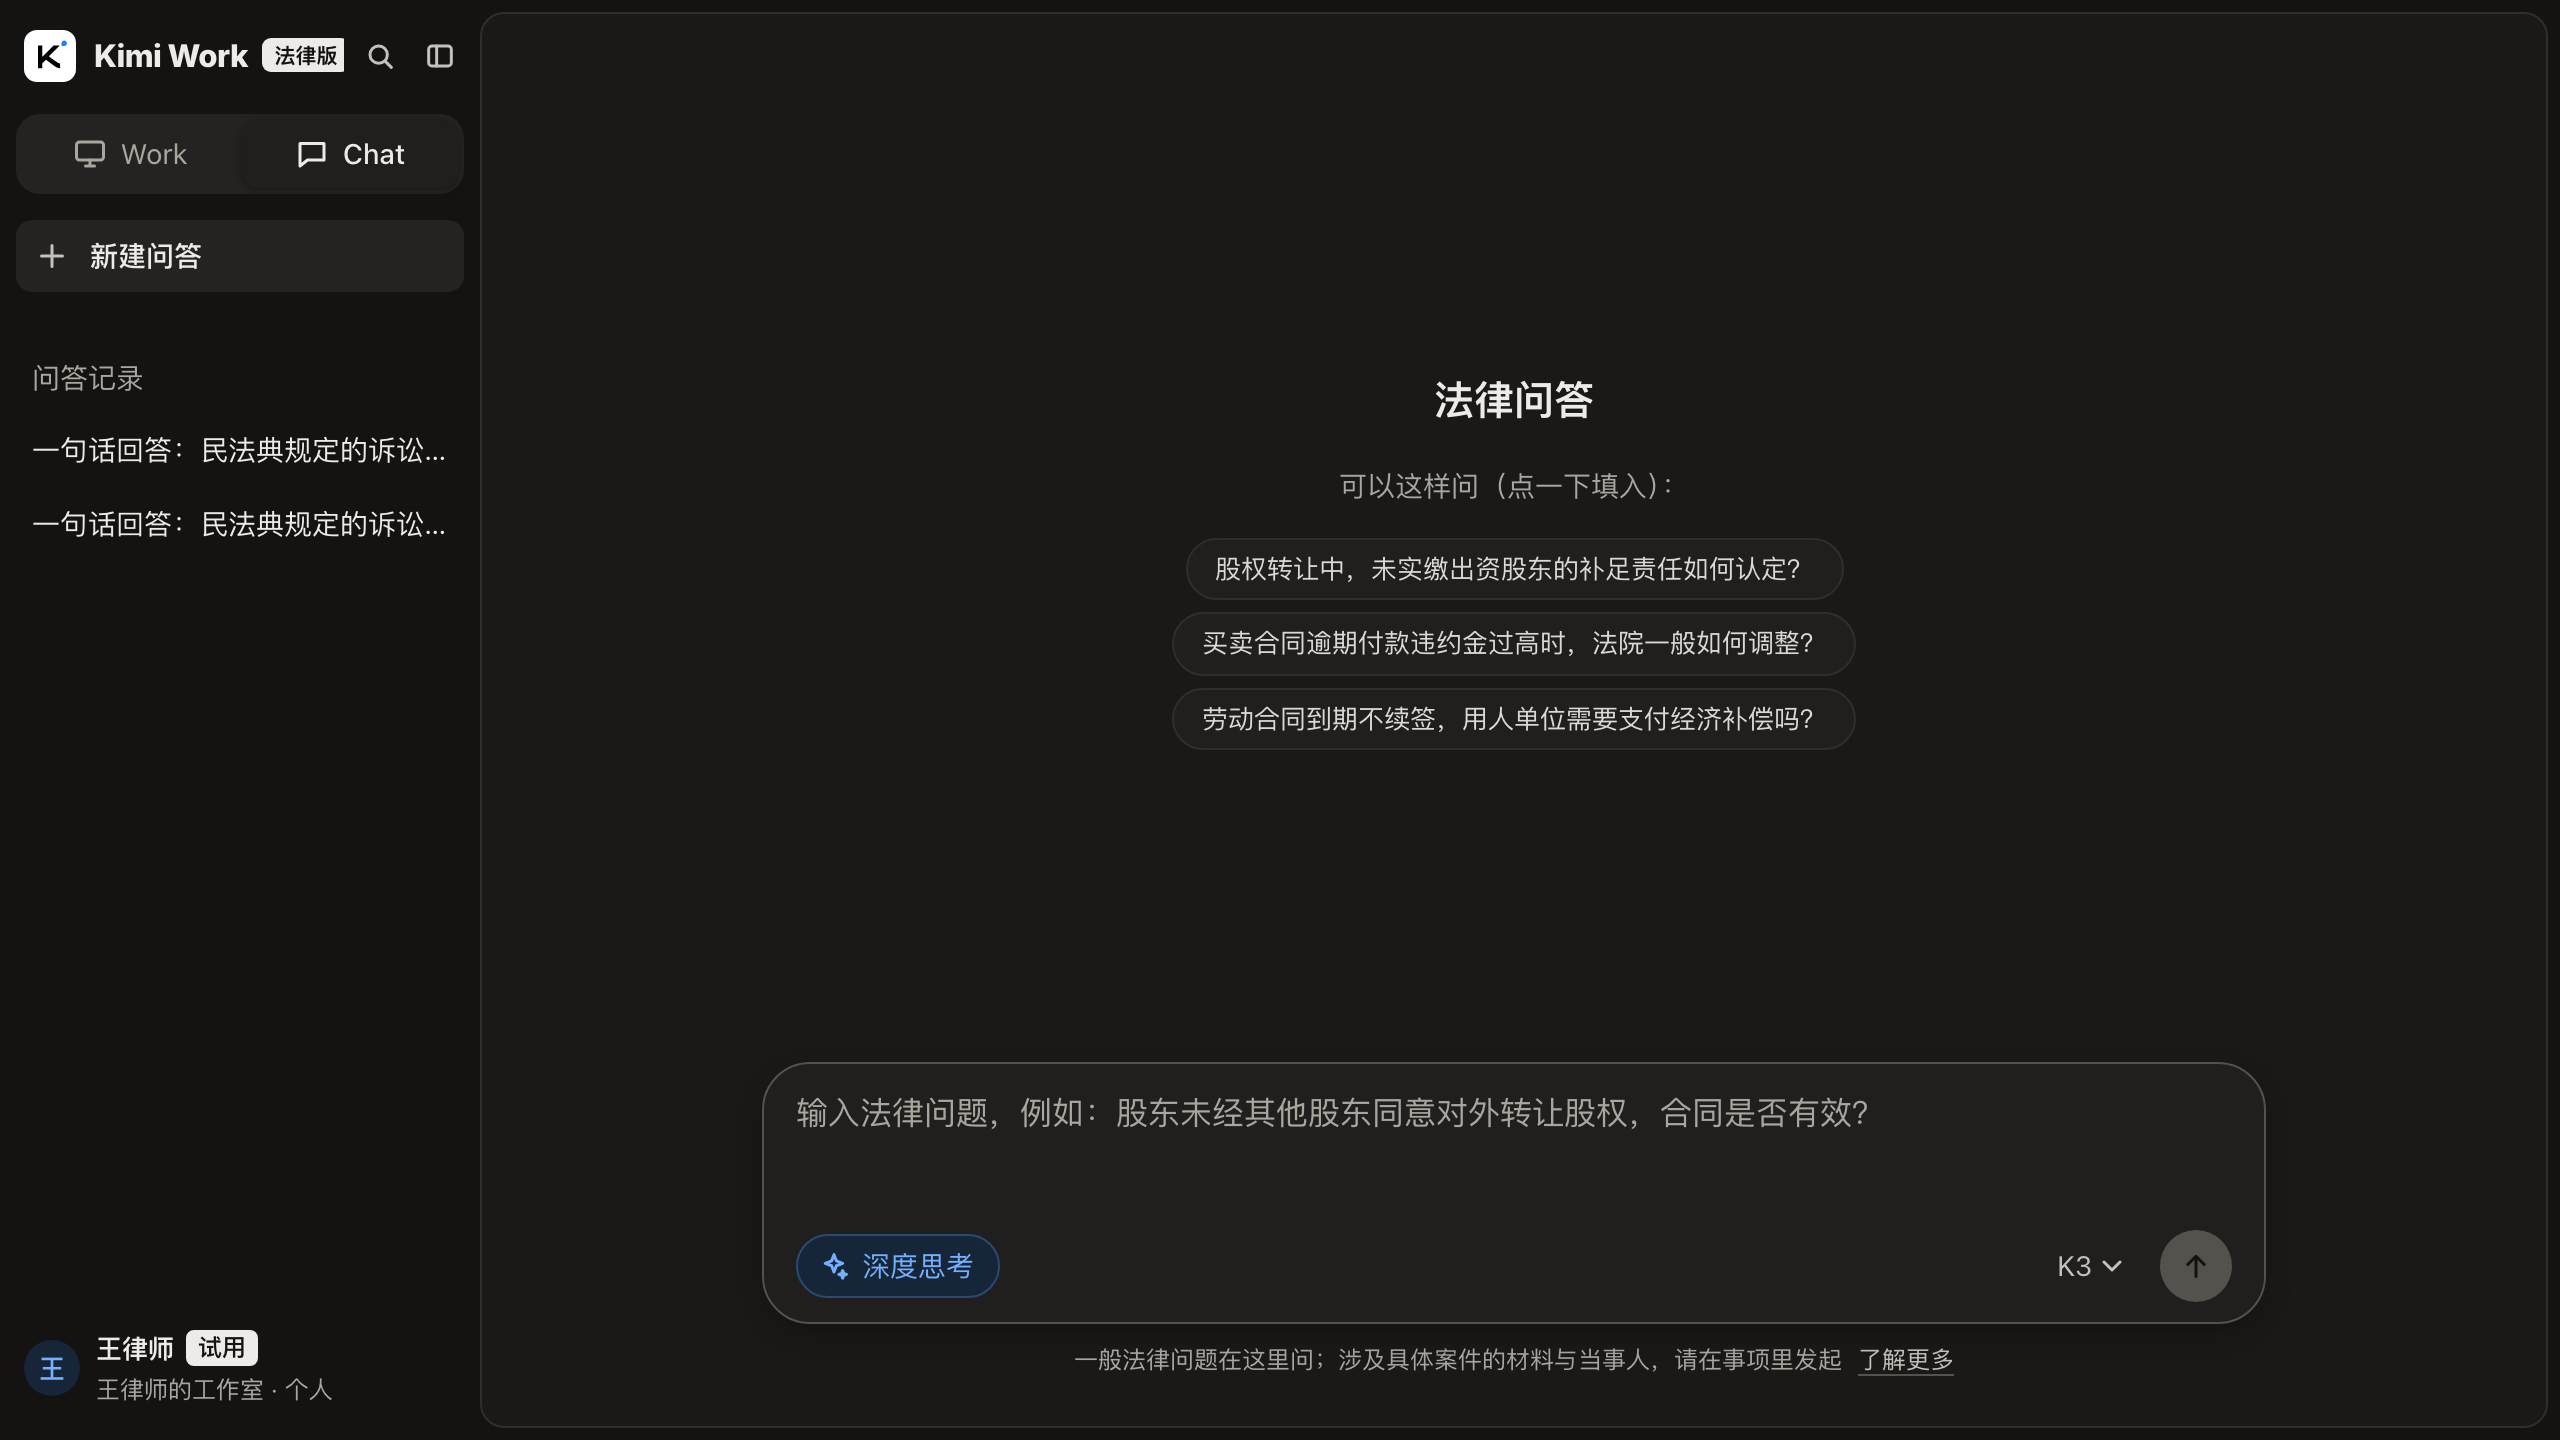 Kimi Work 法律版
Work
Chat
新建问答
问答记录
一句话回答：民法典规定的诉讼...
一句话回答：民法典规定的诉讼...
王
王律师 试用
王律师的工作室 · 个人
法律问答
可以这样问（点一下填入）：
股权转让中，未实缴出资股东的补足责任如何认定？
买卖合同逾期付款违约金过高时，法院一般如何调整？
劳动合同到期不续签，用人单位需要支付经济补偿吗？
输入法律问题，例如：股东未经其他股东同意对外转让股权，合同是否有效？
深度思考
K3
一般法律问题在这里问；涉及具体案件的材料与当事人，请在事项里发起 了解更多